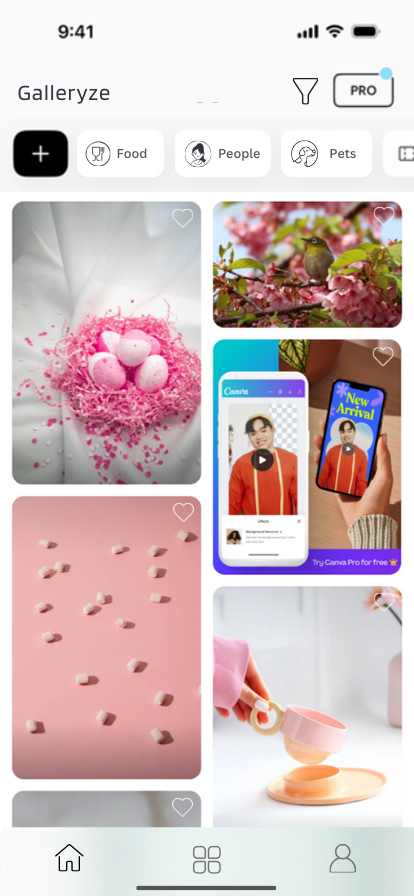 9:41
Galleryze
PRO
Food
People
Pets
Canva
New
Arrival
Effects
Background Remover
Try Canva Pro for free